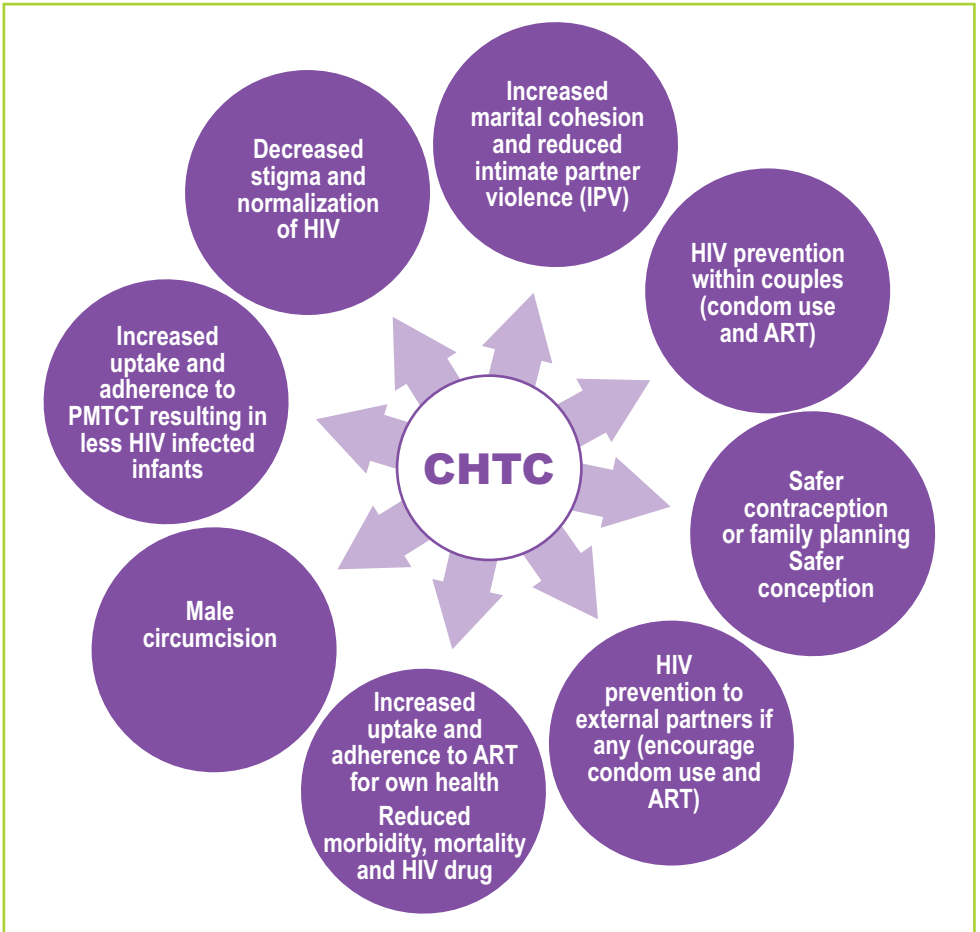 CHTC
Increased
marital cohesion
and reduced
intimate partner
violence (IPV)
HIV prevention
within couples
(condom use
and ART)
Safer
contraception
or family planning
Safer
conception
HIV
prevention to
external partners if
any (encourage
condom use and
ART)
Increased
uptake and
adherence to ART
for own health
Reduced
morbidity, mortality
and HIV drug
Male
circumcision
Increased
uptake and
adherence to
PMTCT resulting in
less HIV infected
infants
Decreased
stigma and
normalization
of HIV